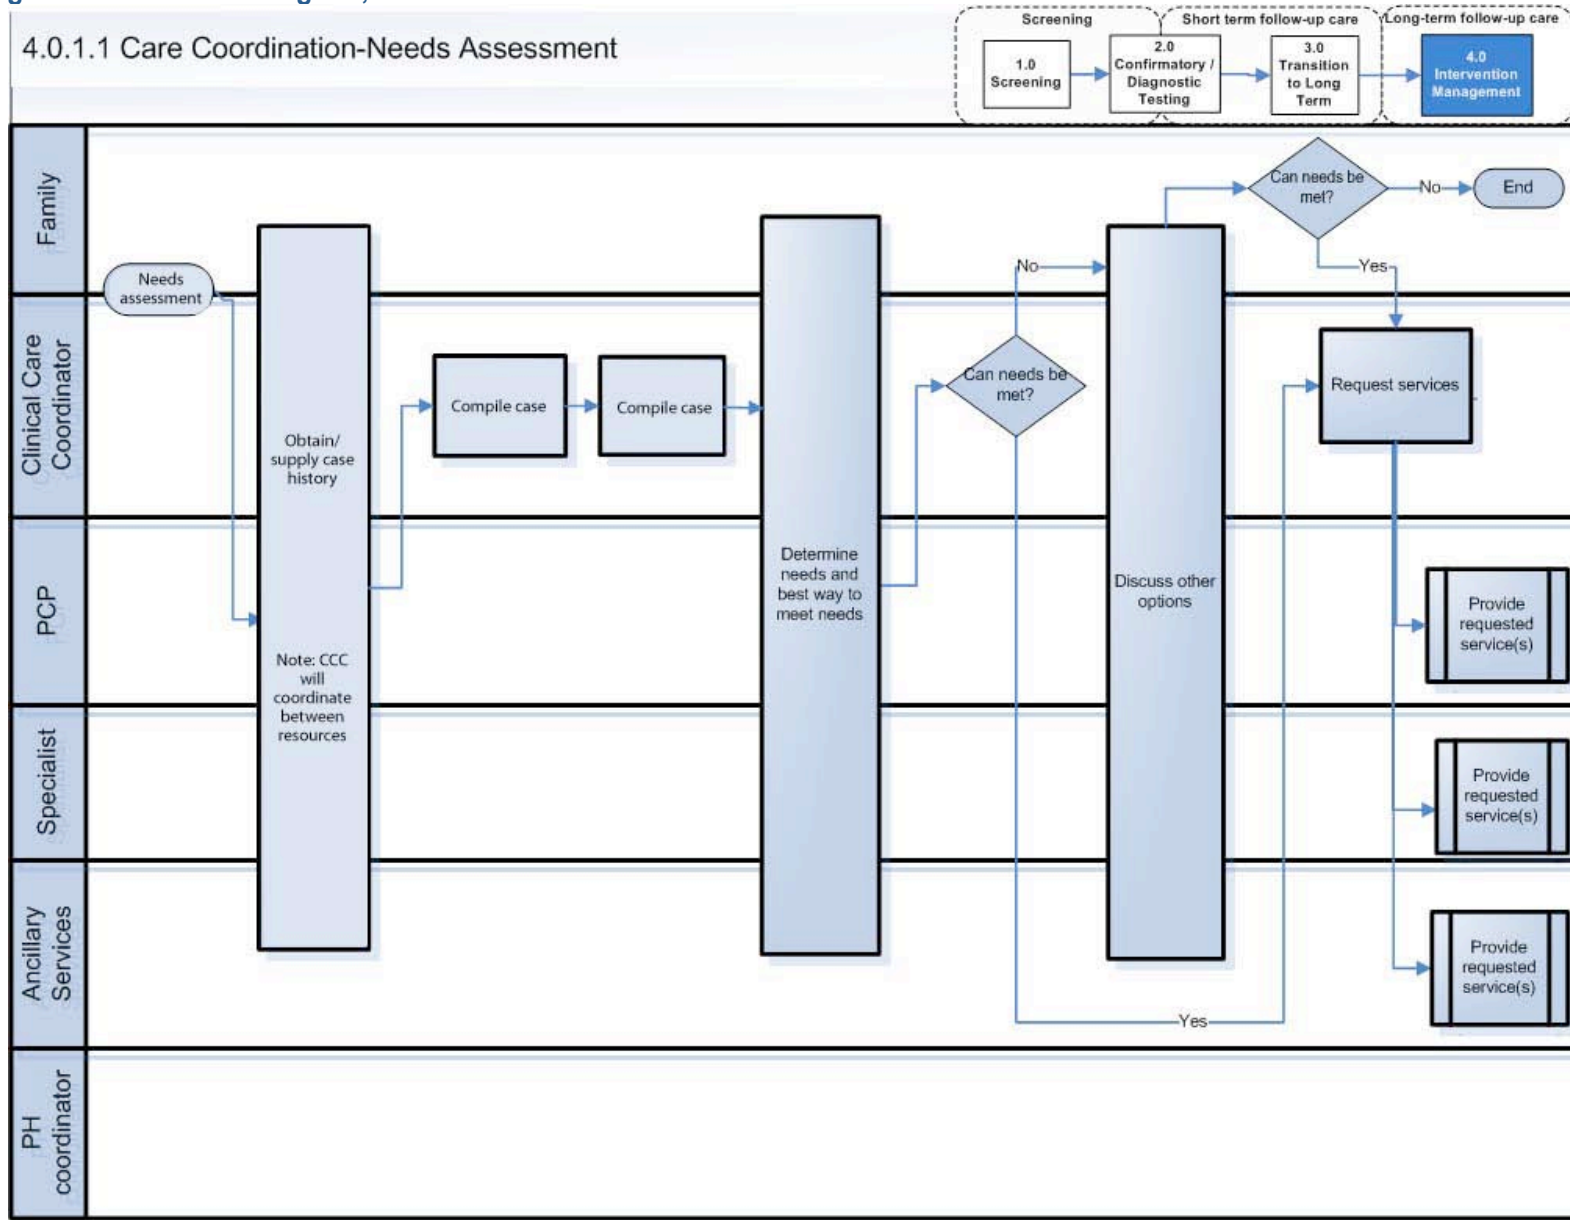 4.0.1.1 Care Coordination-Needs Assessment
Screening
Short term follow-up care
Long-term follow-up care
1.0
Screening
2.0
Confirmatory /
Diagnostic
Testing
3.0
Transition
to Long
Term
4.0
Intervention
Management
Family
Needs
assessment
Can needs be
met?
No
End
Yes
No
Clinical Care
Coordinator
Obtain/
supply case
history
Compile case
Compile case
Can needs be
met?
Request services
PCP
Note: CCC
will
coordinate
between
resources
Determine
needs and
best way to
meet needs
Discuss other
options
Provide
requested
service(s)
Specialist
Provide
requested
service(s)
Ancillary
Services
Provide
requested
service(s)
Yes
PH
coordinator